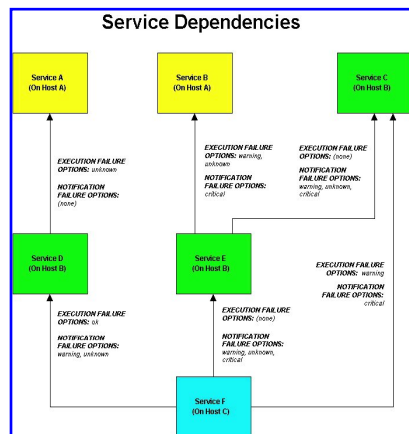 Service Dependencies
Service A
(On Host A)
Service B
(On Host A)
Service C
(On Host B)
EXECUTION FAILURE
OPTIONS: unknown
NOTIFICATION
FAILURE OPTIONS:
(none)
EXECUTION FAILURE
OPTIONS: warning,
unknown
NOTIFICATION
FAILURE OPTIONS:
critical
EXECUTION FAILURE
OPTIONS: (none)
NOTIFICATION
FAILURE OPTIONS:
warning, unknown,
critical
Service D
(On Host B)
Service E
(On Host B)
EXECUTION FAILURE
OPTIONS: warning
NOTIFICATION
FAILURE OPTIONS:
critical
EXECUTION FAILURE
OPTIONS: ok
NOTIFICATION
FAILURE OPTIONS:
warning, unknown
EXECUTION FAILURE
OPTIONS: (none)
NOTIFICATION
FAILURE OPTIONS:
warning, unknown,
critical
Service F
(On Host C)